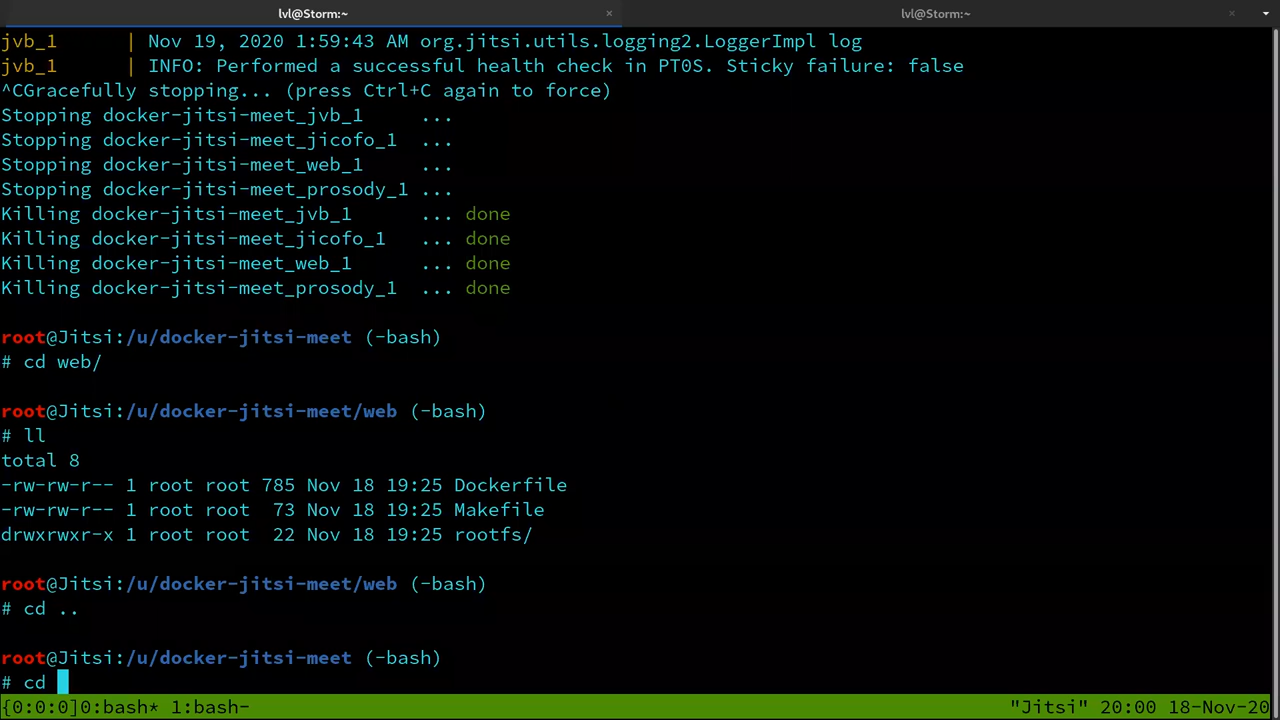 lvl@Storm:~ × lvl@Storm:~ ×
jvb_1 | Nov 19, 2020 1:59:43 AM org.jitsi.utils.logging2.LoggerImpl log
jvb_1 | INFO: Performed a successful health check in PT0S. Sticky failure: false
^CGracefully stopping... (press Ctrl+C again to force)
Stopping docker-jitsi-meet_jvb_1 ...
Stopping docker-jitsi-meet_jicofo_1 ...
Stopping docker-jitsi-meet_web_1 ...
Stopping docker-jitsi-meet_prosody_1 ...
Killing docker-jitsi-meet_jvb_1 ... done
Killing docker-jitsi-meet_jicofo_1 ... done
Killing docker-jitsi-meet_web_1 ... done
Killing docker-jitsi-meet_prosody_1 ... done
root@Jitsi:/u/docker-jitsi-meet (-bash)
# cd web/
root@Jitsi:/u/docker-jitsi-meet/web (-bash)
# ll
total 8
-rw-rw-r-- 1 root root 785 Nov 18 19:25 Dockerfile
-rw-rw-r-- 1 root root 73 Nov 18 19:25 Makefile
drwxrwxr-x 1 root root 22 Nov 18 19:25 rootfs/
root@Jitsi:/u/docker-jitsi-meet/web (-bash)
# cd ..
root@Jitsi:/u/docker-jitsi-meet (-bash)
# cd
{0:0:0}0:bash* 1:bash- "Jitsi" 20:00 18-Nov-20